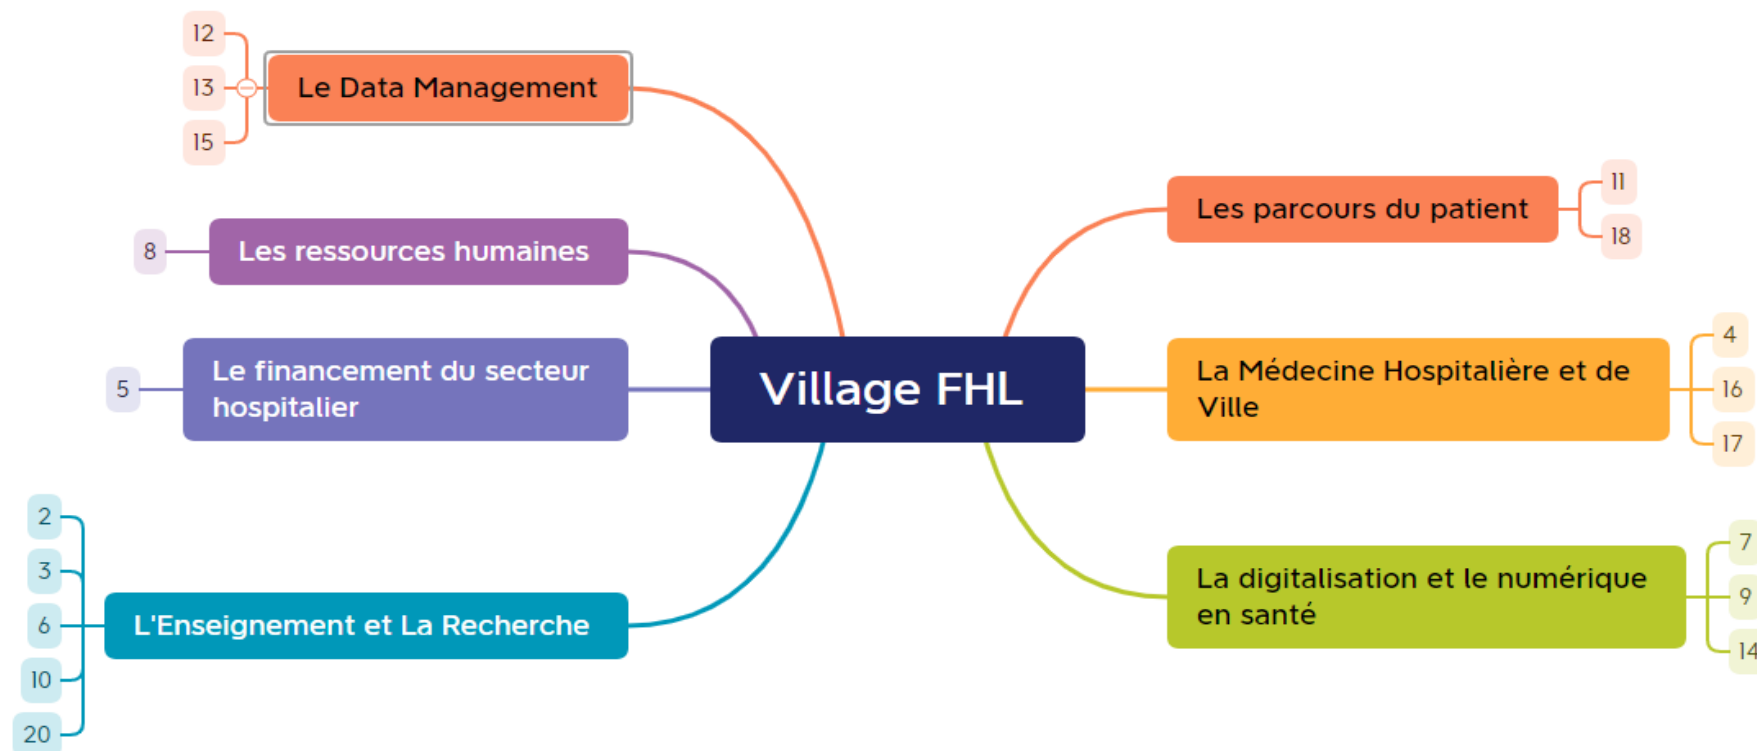 12
13
15
Le Data Management
8
Les ressources humaines
5
Le financement du secteur
hospitalier
2
3
6
10
20
L'Enseignement et La Recherche
Village FHL
Les parcours du patient
11
18
La Médecine Hospitalière et de
Ville
4
16
17
La digitalisation et le numérique
en santé
7
9
14